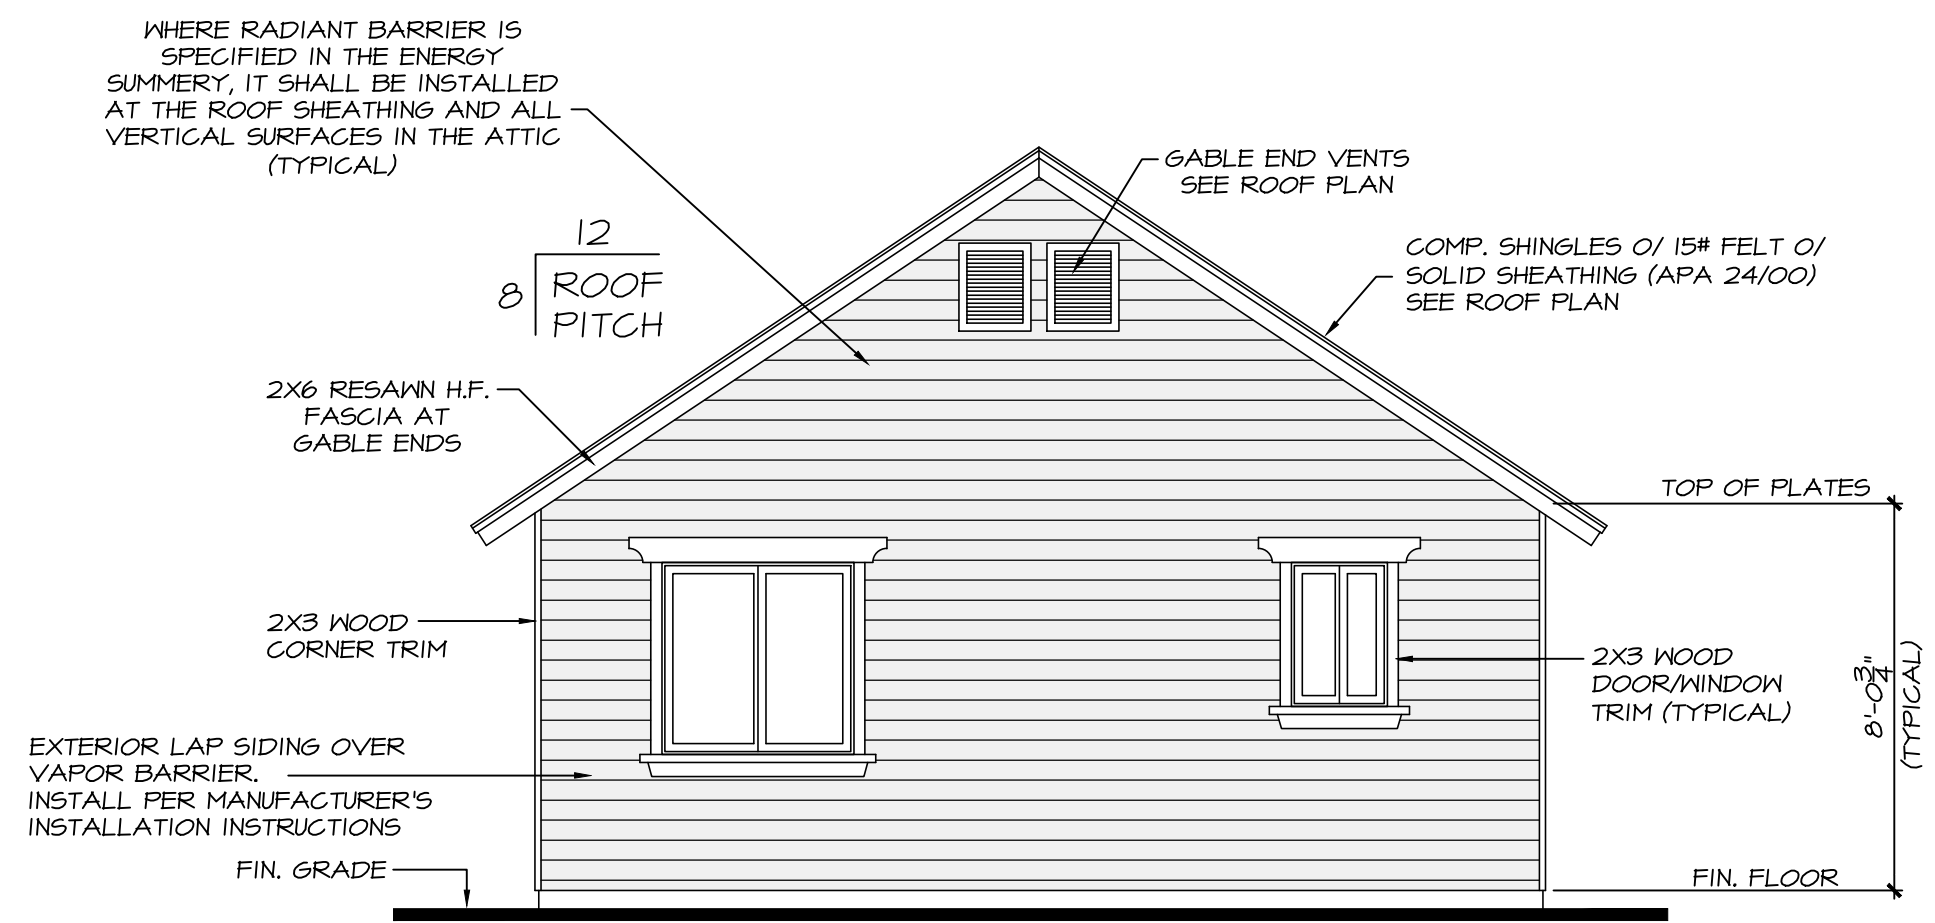 WHERE RADIANT BARRIER IS
SPECIFIED IN THE ENERGY
SUMMERY, IT SHALL BE INSTALLED
AT THE ROOF SHEATHING AND ALL
VERTICAL SURFACES IN THE ATTIC
(TYPICAL)
GABLE END VENTS
SEE ROOF PLAN
12
8
ROOF
PITCH
COMP. SHINGLES O/ 15# FELT O/
SOLID SHEATHING (APA 24/00)
SEE ROOF PLAN
2X6 RESAWN H.F.
FASCIA AT
GABLE ENDS
TOP OF PLATES
2X3 WOOD
CORNER TRIM
2X3 WOOD
DOOR/WINDOW
TRIM (TYPICAL)
8'-0 3/4"
(TYPICAL)
EXTERIOR LAP SIDING OVER
VAPOR BARRIER.
INSTALL PER MANUFACTURER'S
INSTALLATION INSTRUCTIONS
FIN. GRADE
FIN. FLOOR